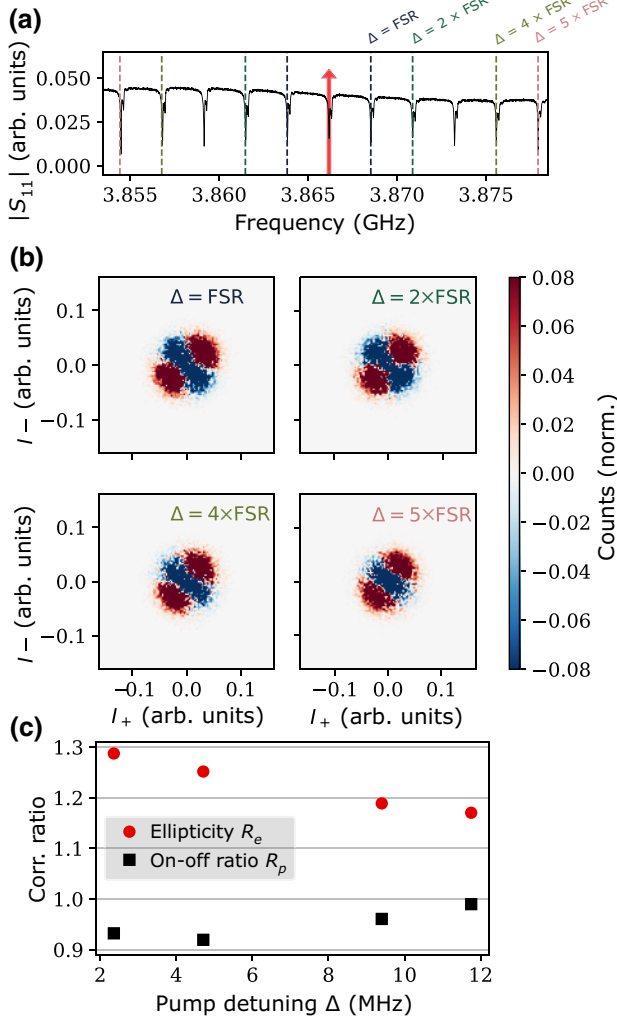 (a)
Δ = FSR
Δ = 2 × FSR
Δ = 4 × FSR
Δ = 5 × FSR
|S11| (arb. units)
0.050
0.025
0.000
3.855 3.860 3.865 3.870 3.875
Frequency (GHz)
(b)
I− (arb. units)
0.1
0.0
−0.1
Δ = FSR
Δ = 2×FSR
I− (arb. units)
0.1
0.0
−0.1
Δ = 4×FSR
Δ = 5×FSR
−0.1 0.0 0.1
−0.1 0.0 0.1
I+ (arb. units)
I+ (arb. units)
0.08
0.06
0.04
0.02
0.00
−0.02
−0.04
−0.06
−0.08
Counts (norm.)
(c)
Corr. ratio
1.3
1.2
1.1
1.0
0.9
Ellipticity Re
On-off ratio Rp
2 4 6 8 10 12
Pump detuning Δ (MHz)